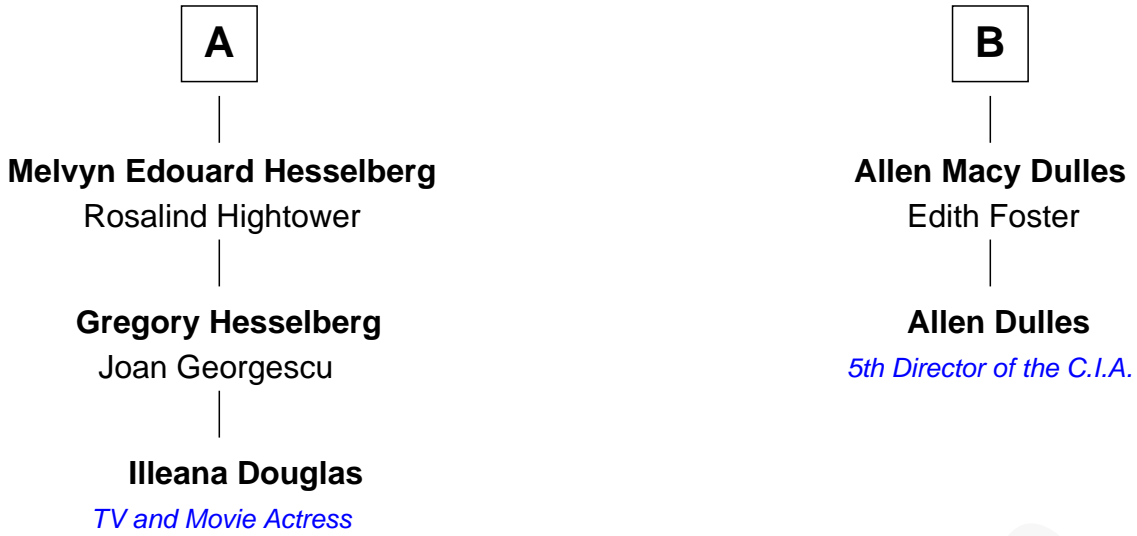 A
Melvyn Edouard Hesselberg
Rosalind Hightower
Gregory Hesselberg
Joan Georgescu
Illeana Douglas
TV and Movie Actress
B
Allen Macy Dulles
Edith Foster
Allen Dulles
5th Director of the C.I.A.